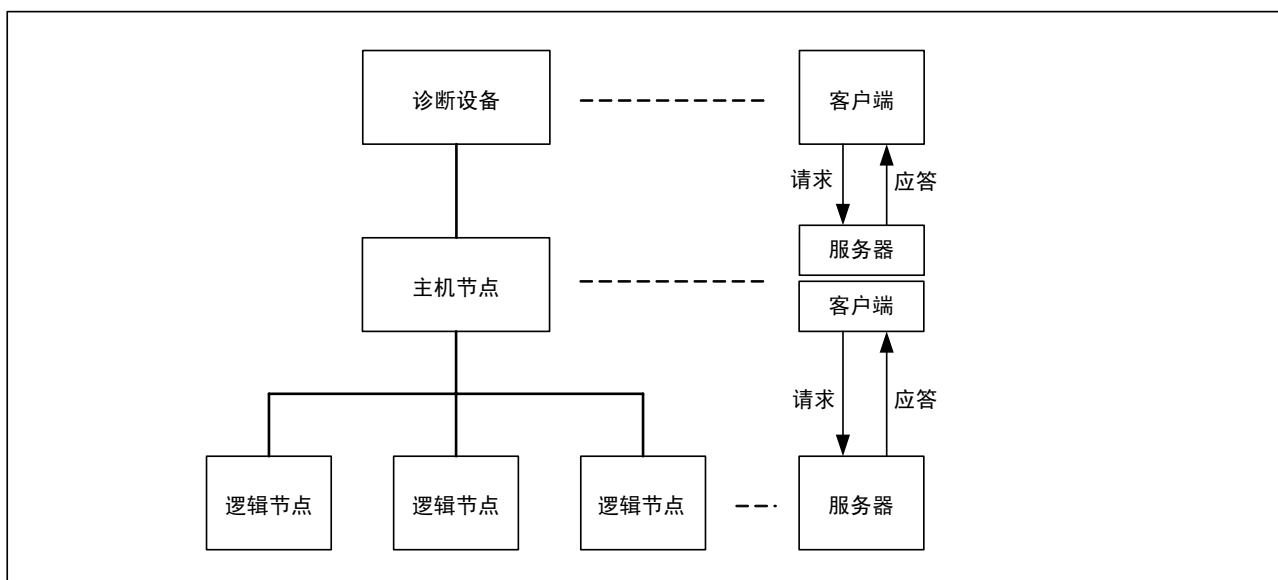 诊断设备
客户端
请求
应答
服务器
主机节点
客户端
请求
应答
逻辑节点
逻辑节点
逻辑节点
服务器